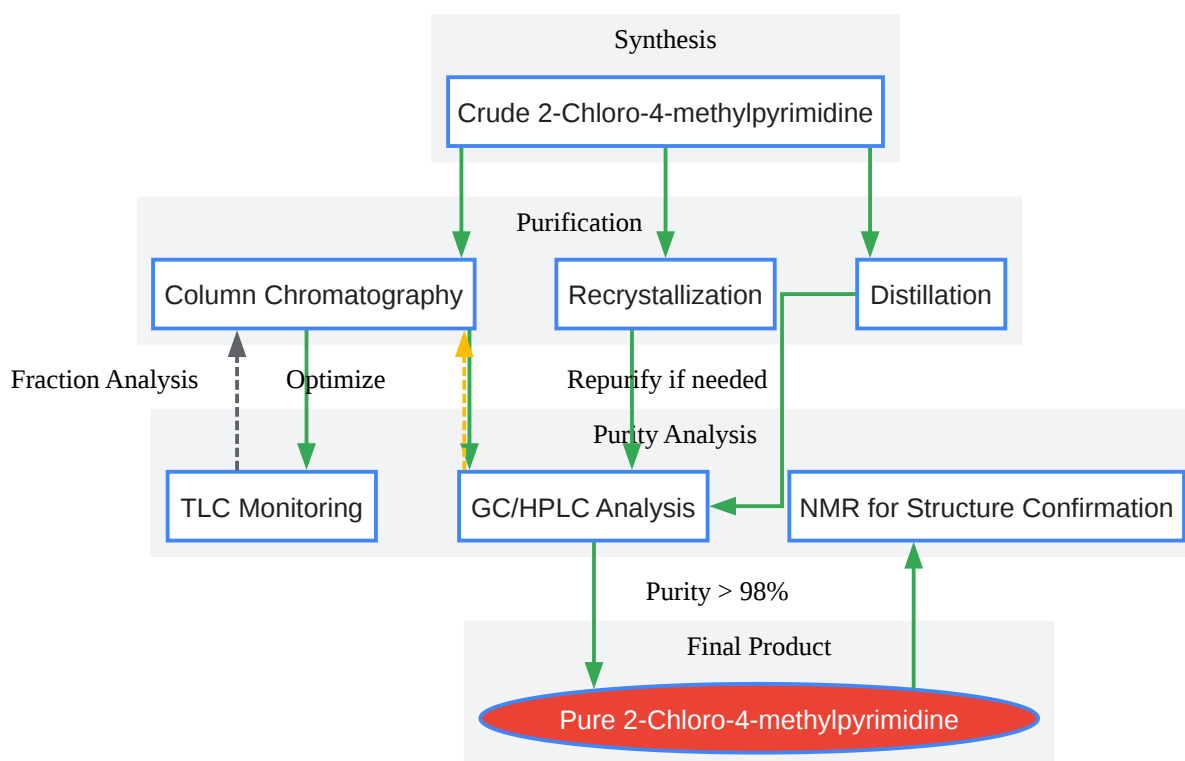 Synthesis
Crude 2-Chloro-4-methylpyrimidine
Purification
Column Chromatography
Recrystallization
Distillation
Fraction Analysis
Optimize
Repurify if needed
Purity Analysis
TLC Monitoring
GC/HPLC Analysis
NMR for Structure Confirmation
Purity > 98%
Final Product
Pure 2-Chloro-4-methylpyrimidine